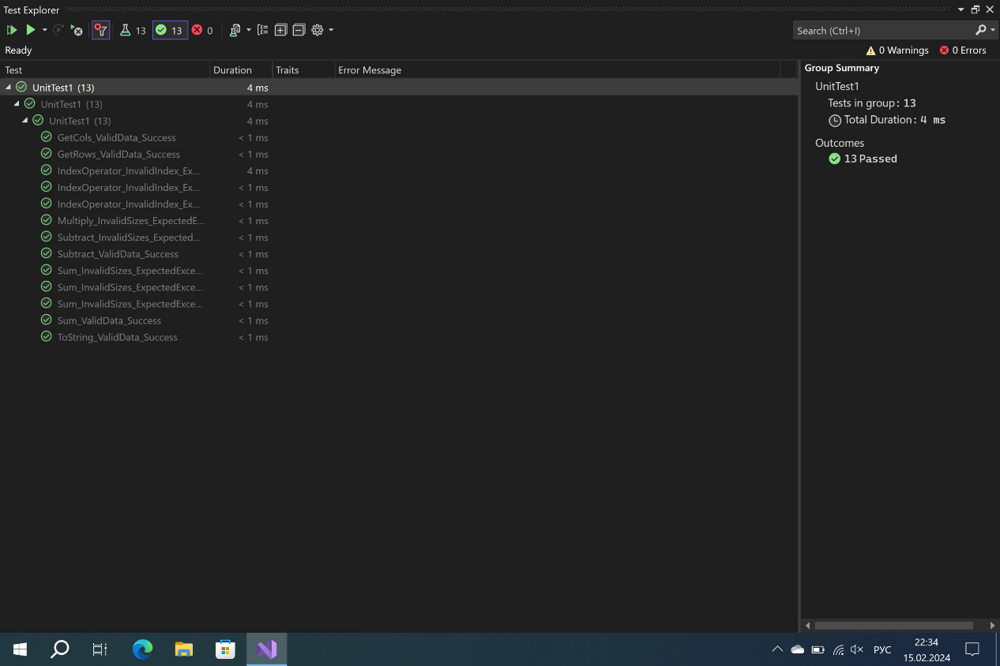 Test Explorer
13 13 0
Search (Ctrl+I)
Ready
0 Warnings 0 Errors
Test Duration Traits Error Message
UnitTest1 (13) 4 ms
UnitTest1 (13) 4 ms
UnitTest1 (13) 4 ms
GetCols_ValidData_Success < 1 ms
GetRows_ValidData_Success < 1 ms
IndexOperator_InvalidIndex_Ex... 4 ms
IndexOperator_InvalidIndex_Ex... < 1 ms
IndexOperator_InvalidIndex_Ex... < 1 ms
Multiply_InvalidSizes_ExpectedE... < 1 ms
Subtract_InvalidSizes_Expected... < 1 ms
Subtract_ValidData_Success < 1 ms
Sum_InvalidSizes_ExpectedExce... < 1 ms
Sum_InvalidSizes_ExpectedExce... < 1 ms
Sum_InvalidSizes_ExpectedExce... < 1 ms
Sum_ValidData_Success < 1 ms
ToString_ValidData_Success < 1 ms
Group Summary
UnitTest1
Tests in group: 13
Total Duration: 4 ms
Outcomes
13 Passed
РУС
22:34
15.02.2024